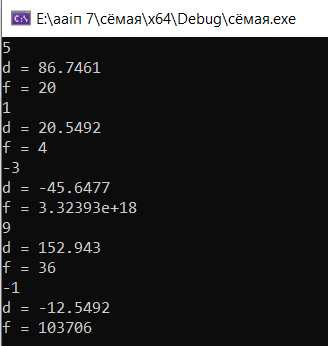 E:\aaiп 7\сёмая\x64\Debug\сёмая.exe
5
d = 86.7461
f = 20
1
d = 20.5492
f = 4
-3
d = -45.6477
f = 3.32393e+18
9
d = 152.943
f = 36
-1
d = -12.5492
f = 103706